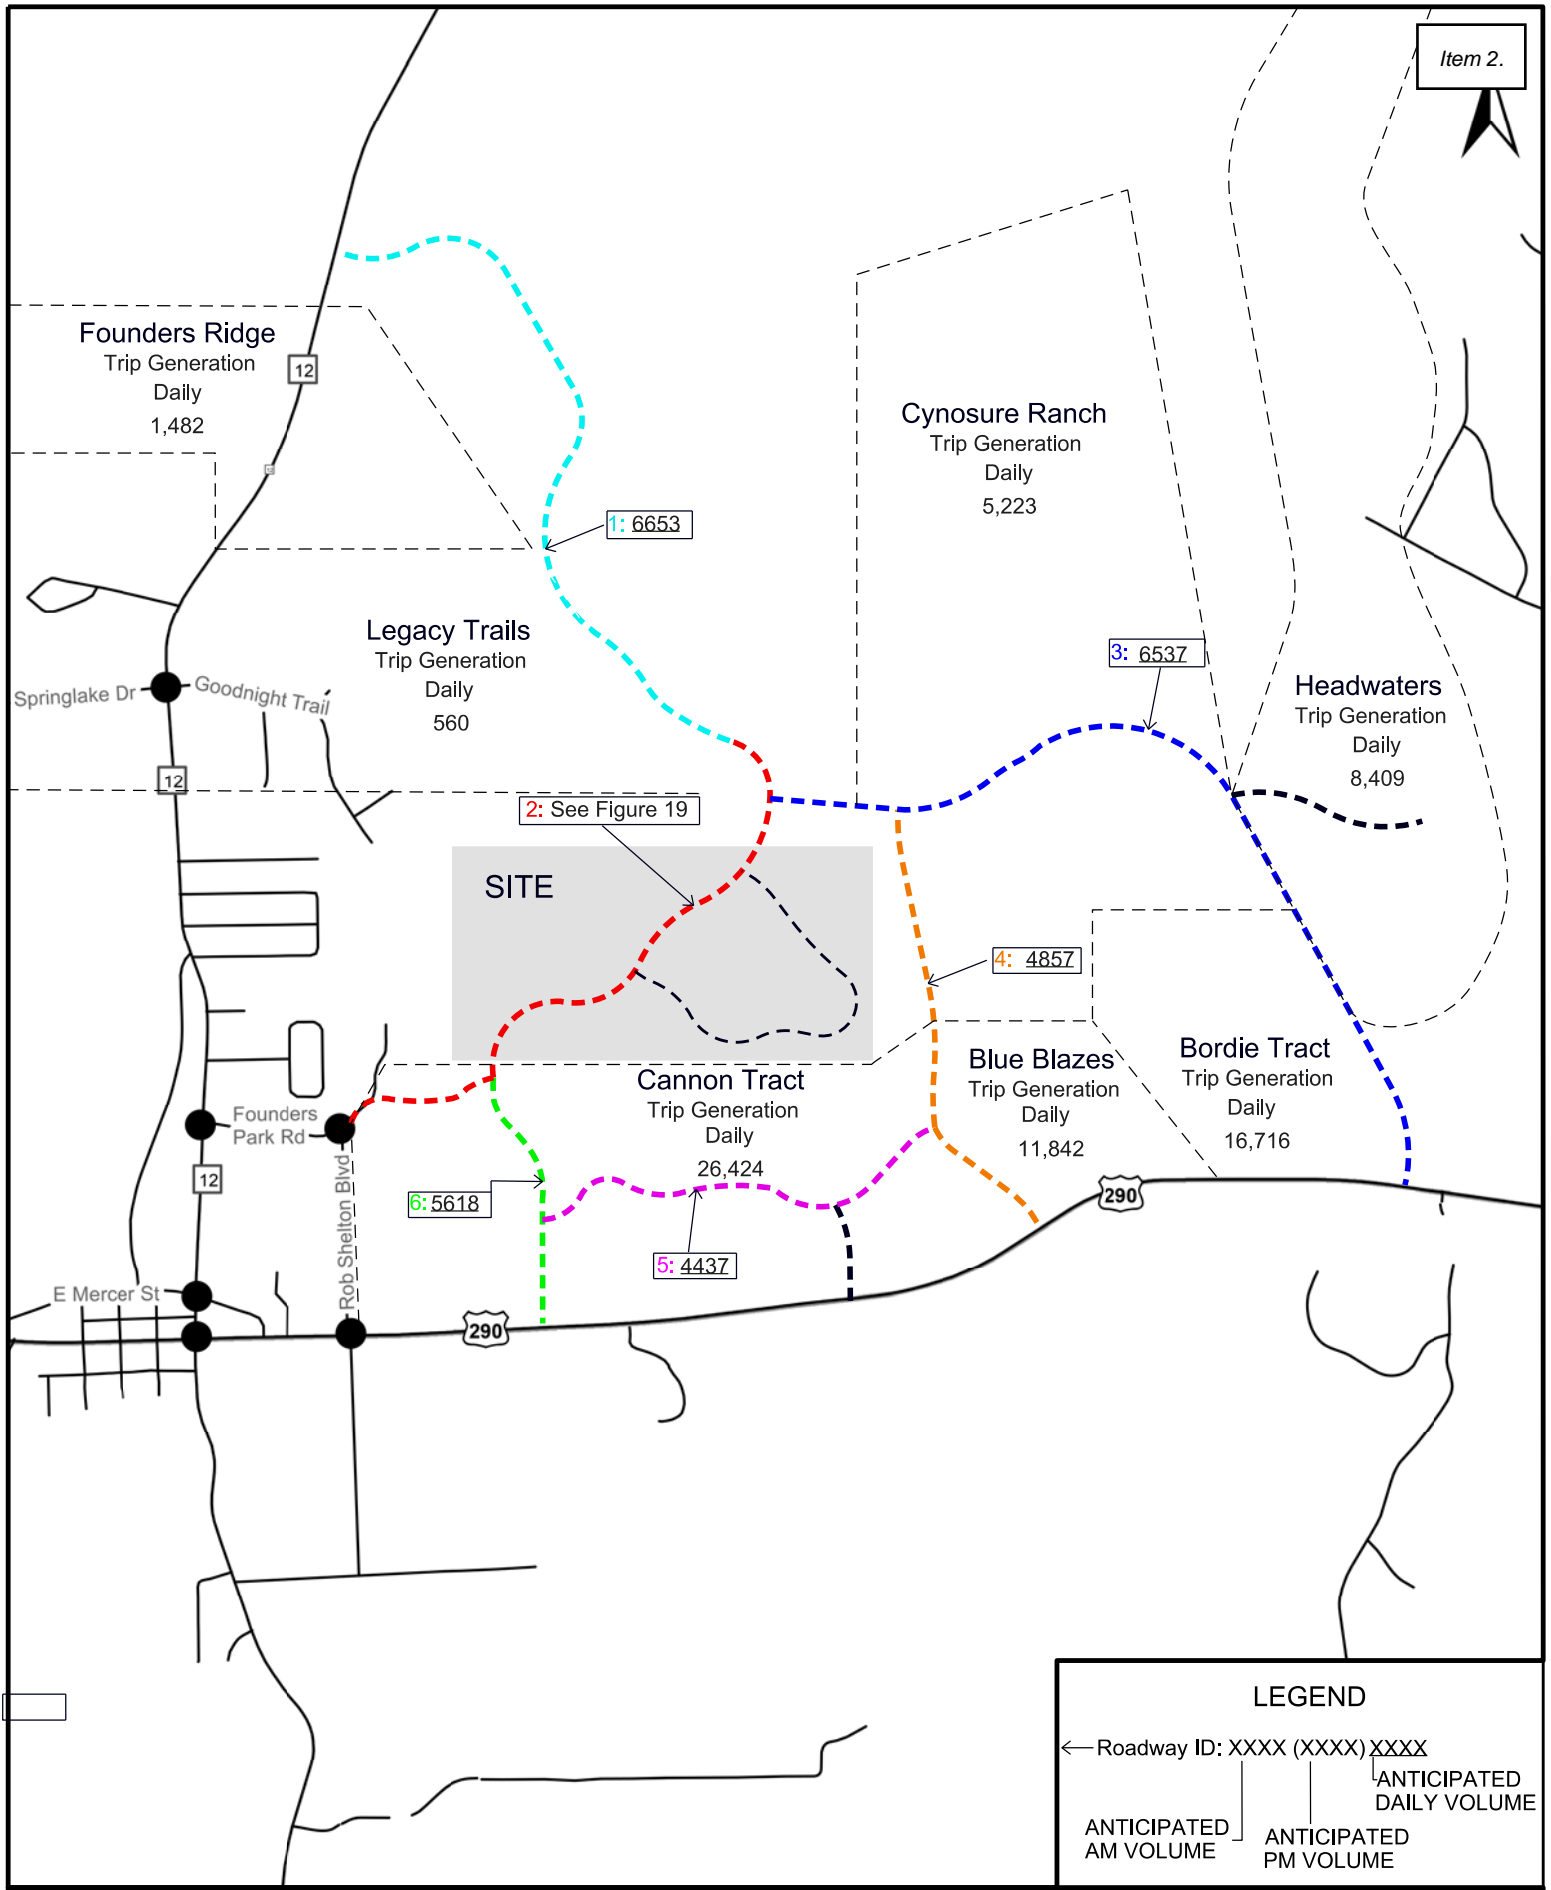 Item 2.
Founders Ridge
Trip Generation
Daily
1,482
12
12
Cynosure Ranch
Trip Generation
Daily
5,223
1: 6653
Legacy Trails
Trip Generation
Daily
560
3: 6537
Headwaters
Trip Generation
Daily
8,409
Springlake Dr
Goodnight Trail
12
2: See Figure 19
SITE
4: 4857
Blue Blazes
Trip Generation
Daily
11,842
Bordie Tract
Trip Generation
Daily
16,716
Cannon Tract
Trip Generation
Daily
26,424
Founders
Park Rd
12
Rob Shelton Blvd
6: 5618
5: 4437
290
E Mercer St
290
LEGEND
Roadway ID: XXXX (XXXX) XXXX
ANTICIPATED
DAILY VOLUME
ANTICIPATED
AM VOLUME
ANTICIPATED
PM VOLUME